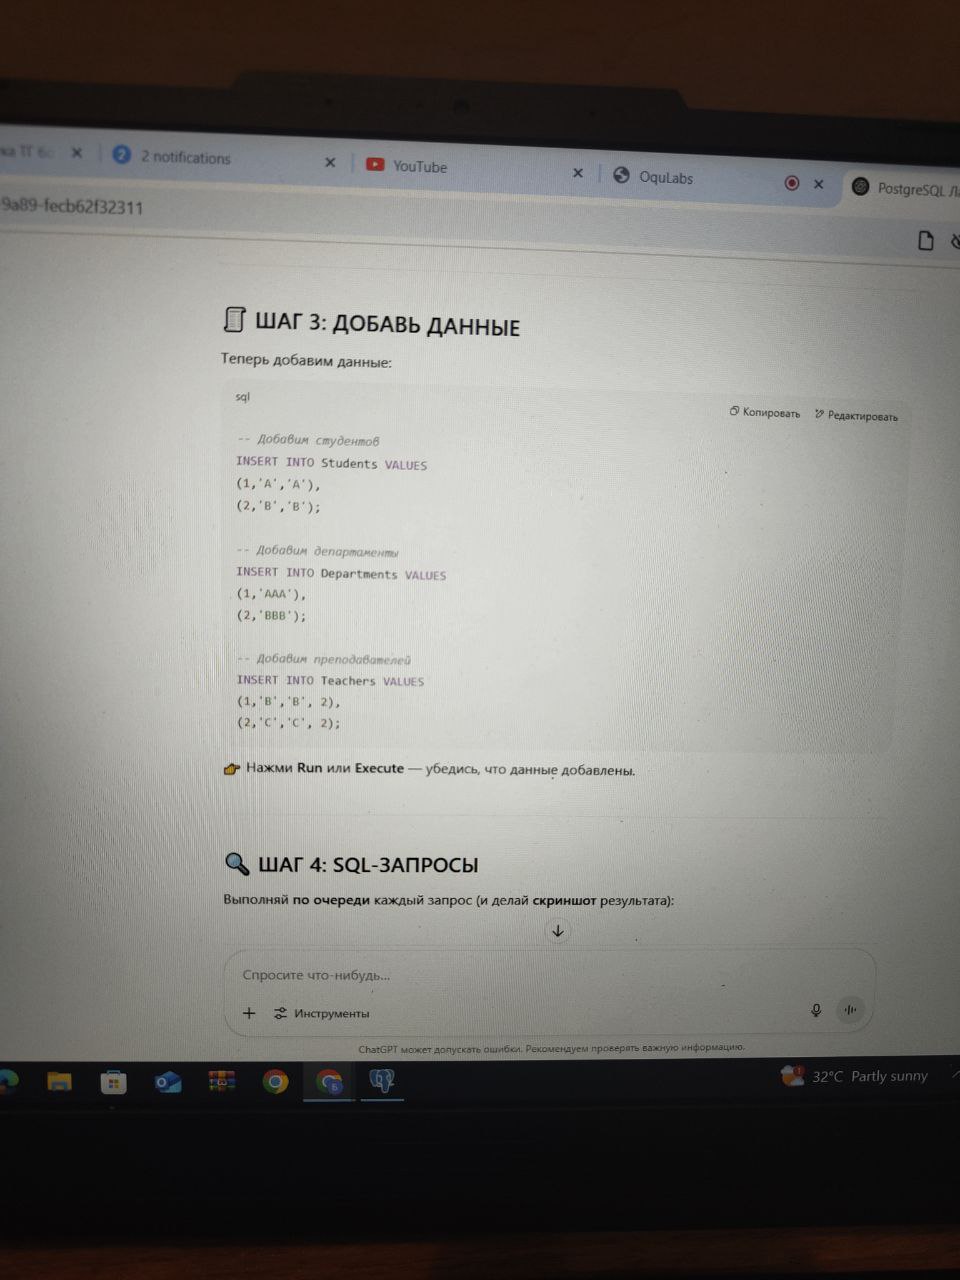 2 notifications
YouTube
OquLabs
PostgreSQL
9a89-fecb62f32311
ШАГ 3: ДОБАВЬ ДАННЫЕ
Теперь добавим данные:
sql
Копировать
Редактировать
-- Добавим студентов
INSERT INTO Students VALUES
(1,'A','A'),
(2,'B','B');
-- Добавим департаменты
INSERT INTO Departments VALUES
(1,'AAA'),
(2,'BBB');
-- Добавим преподавателей
INSERT INTO Teachers VALUES
(1,'B','B', 2),
(2,'C','C', 2);
Нажми Run или Execute — убедись, что данные добавлены.
ШАГ 4: SQL-ЗАПРОСЫ
Выполняй по очереди каждый запрос (и делай скриншот результата):
Спросите что-нибудь...
Инструменты
ChatGPT может допускать ошибки. Рекомендуем проверять важную информацию.
32°C Partly sunny